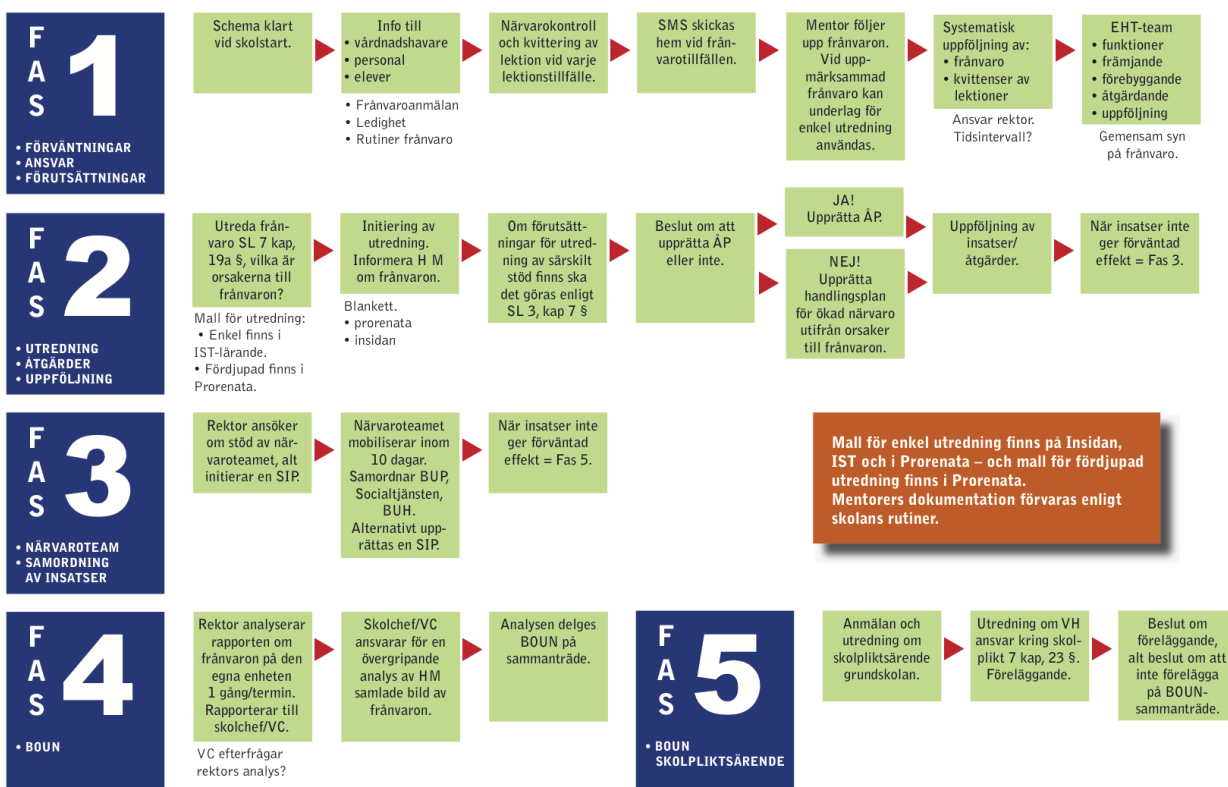 FAS 1
• FÖRVÄNTNINGAR
• ANSVAR
• FÖRUTSÄTTNINGAR
Schema klart
vid skolstart.
Info till
• vårdnadshavare
• personal
• elever
• Frånvaroanmälan
• Ledighet
• Rutiner frånvaro
Närvarokontroll
och kvittering av
lektion vid varje
lektionstillfälle.
SMS skickas
hem vid från-
varotillfällen.
Mentor följer
upp frånvaron.
Vid upp-
märksammad
frånvaro kan
underlag för
enkel utredning
användas.
Systematisk
uppföljning av:
• frånvaro
• kvittenser av
lektioner
Ansvar rektor.
Tidsintervall?
EHT-team
• funktioner
• främjande
• förebyggande
• åtgärdande
• uppföljning
Gemensam syn
på frånvaro.
FAS 2
• UTREDNING
• ÅTGÄRDER
• UPPFÖLJNING
Utreda från-
varo SL 7 kap,
19a §, vilka är
orsakerna till
frånvaron?
Mall för utredning:
• Enkel finns i
IST-lärande.
• Fördjupad finns i
Prorenata.
Initiering av
utredning.
Informera H M
om frånvaron.
Blankett.
• prorenata
• insidan
Om förutsätt-
ningar för utred-
ning av särskilt
stöd finns ska
det göras enligt
SL 3, kap 7 §
Beslut om att
upprätta ÅP
eller inte.
JA!
Upprätta ÅP.
NEJ!
Upprätta
handlingsplan
för ökad närvaro
utifrån orsaker
till frånvaron.
Uppföljning av
insatser/
åtgärder.
När insatser inte
ger förväntad
effekt = Fas 3.
FAS 3
• NÄRVAROTEAM
• SAMORDNING
AV INSATSER
Rektor ansöker
om stöd av när-
varoteamet, alt
initierar en SIP.
Närvaroteamet
mobiliserar inom
10 dagar.
Samordnar BUP,
Socialtjänsten,
BUH.
Alternativt upp-
rättas en SIP.
När insatser inte
ger förväntad
effekt = Fas 5.
Mall för enkel utredning finns på Insidan,
IST och i Prorenata – och mall för fördjupad
utredning finns i Prorenata.
Mentorers dokumentation förvaras enligt
skolans rutiner.
FAS 4
• BOUN
Rektor analyserar
rapporten om
frånvaron på den
egna enheten
1 gång/termin.
Rapporterar till
skolchef/VC.
VC efterfrågar
rektors analys?
Skolchef/VC
ansvarar för en
övergripande
analys av HM
samlade bild av
frånvaron.
Analysen delges
BOUN på
sammanträde.
FAS 5
• BOUN
SKOLPLIKTSÄRENDE
Anmälan och
utredning om
skolpliktsärende
grundskolan.
Utredning om VH
ansvar kring skol-
plikt 7 kap, 23 §.
Föreläggande.
Beslut om
föreläggande,
alt beslut om att
inte förelägga
på BOUN-
sammanträde.